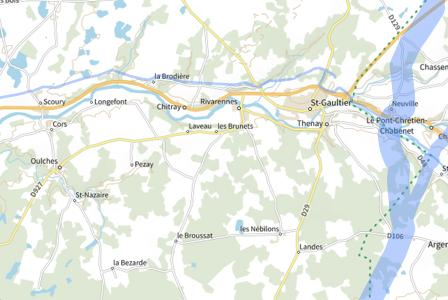 D129
la Brodière
Chassen
Scoury
Longefont
Chitray
Rivarennes
St-Gaultier
Neuville
Cors
Laveau
les Brunets
Thenay
Le Pont-Chrétien-
Chabenet
Oulches
Pezay
D927
St-Nazaire
D29
les Nébilons
le Broussat
D106
Landes
Argen
la Bezarde